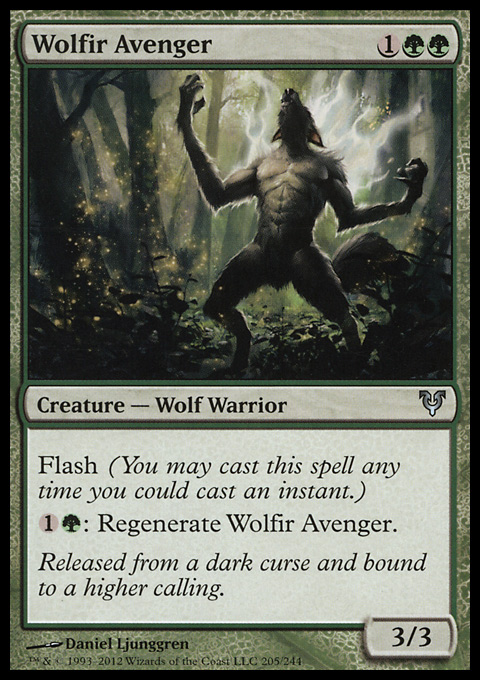 Wolfir Avenger 1
Creature — Wolf Warrior
Flash (You may cast this spell any
time you could cast an instant.)
1 : Regenerate Wolfir Avenger.
Released from a dark curse and bound
to a higher calling.
3/3
Daniel Ljunggren
™ & © 1993–2012 Wizards of the Coast LLC 205/244